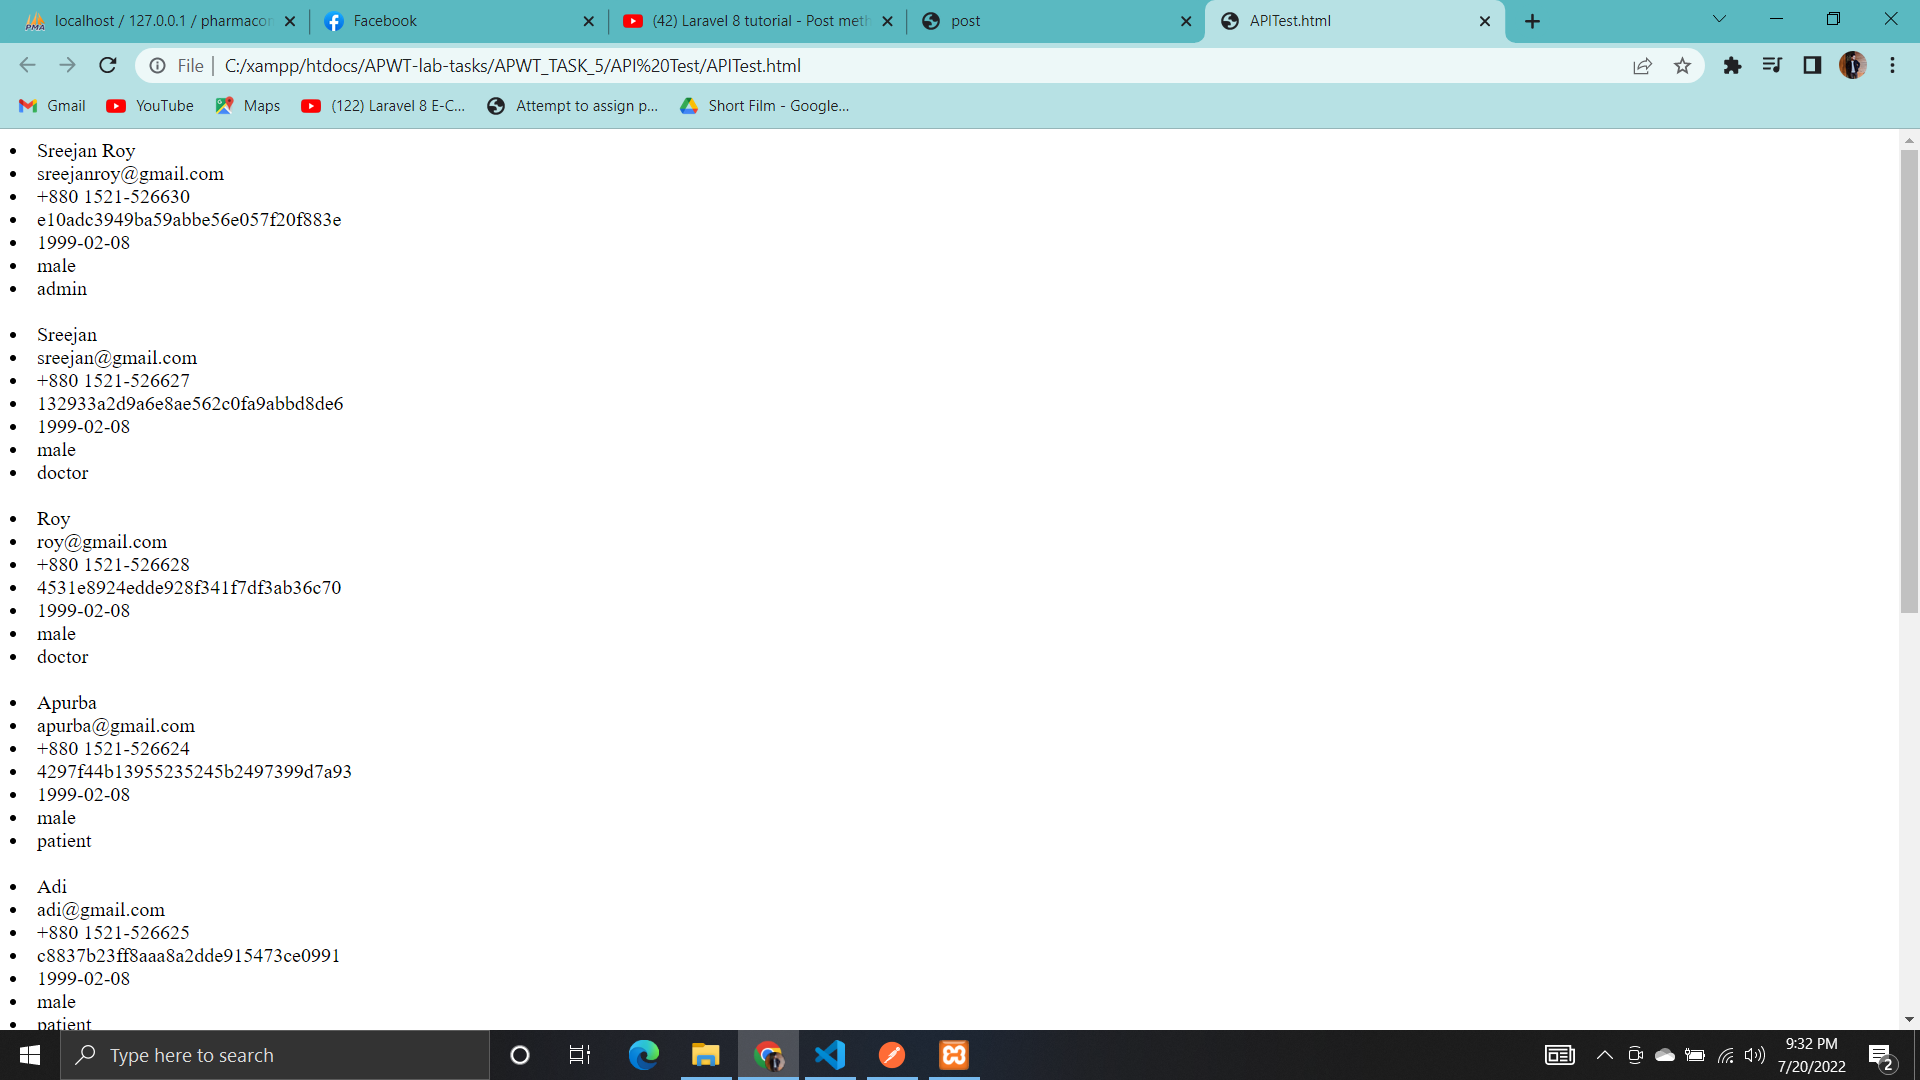 localhost / 127.0.0.1 / pharmacon
Facebook
(42) Laravel 8 tutorial - Post meth
post
APITest.html
File
C:/xampp/htdocs/APWT-lab-tasks/APWT_TASK_5/API%20Test/APITest.html
Gmail
YouTube
Maps
(122) Laravel 8 E-C...
Attempt to assign p...
Short Film - Google...
Sreejan Roy
sreejanroy@gmail.com
+880 1521-526630
e10adc3949ba59abbe56e057f20f883e
1999-02-08
male
admin
Sreejan
sreejan@gmail.com
+880 1521-526627
132933a2d9a6e8ae562c0fa9abbd8de6
1999-02-08
male
doctor
Roy
roy@gmail.com
+880 1521-526628
4531e8924edde928f341f7df3ab36c70
1999-02-08
male
doctor
Apurba
apurba@gmail.com
+880 1521-526624
4297f44b13955235245b2497399d7a93
1999-02-08
male
patient
Adi
adi@gmail.com
+880 1521-526625
c8837b23ff8aaa8a2dde915473ce0991
1999-02-08
male
patient
Type here to search
9:32 PM
7/20/2022
2